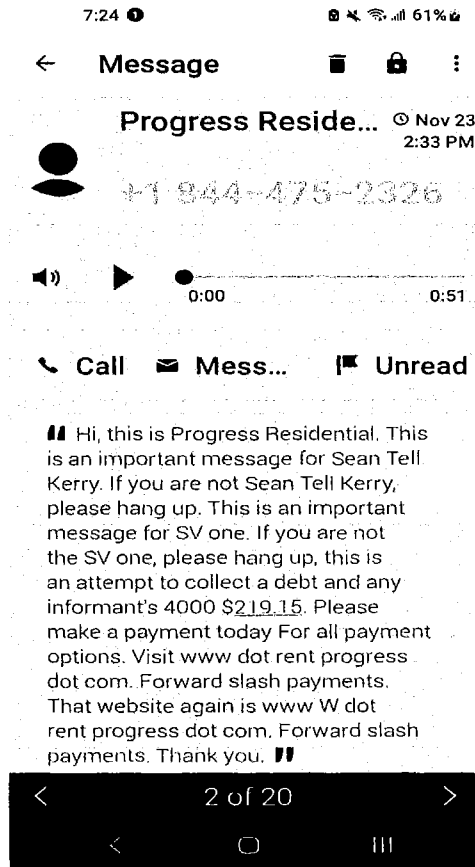 7:24 1 61%
Message
Progress Reside... Nov 23
2:33 PM
+1 844-475-2326
0:00 0:51
Call Mess... Unread
Hi, this is Progress Residential. This
is an important message for Sean Tell
Kerry. If you are not Sean Tell Kerry,
please hang up. This is an important
message for SV one. If you are not
the SV one, please hang up, this is
an attempt to collect a debt and any
informant's 4000 $219.15. Please
make a payment today For all payment
options. Visit www dot rent progress
dot com. Forward slash payments.
That website again is www W dot
rent progress dot com. Forward slash
payments. Thank you.
2 of 20